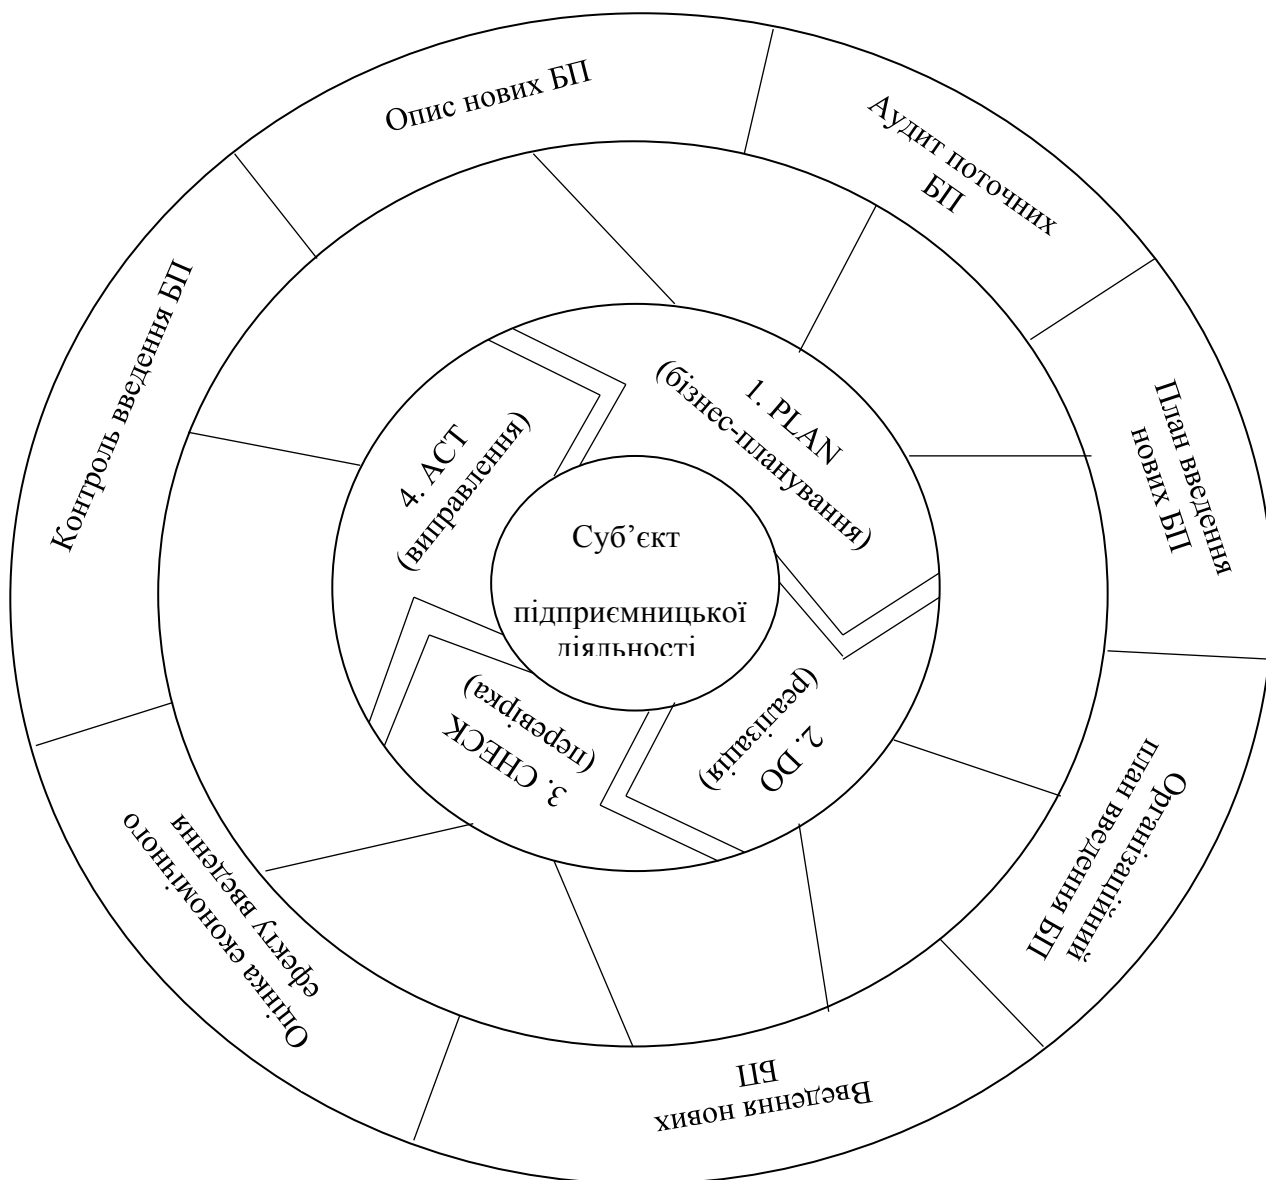 Опис нових БП
Аудит поточних
БП
План введення
нових БП
Організаційний
план введення БП
Введення нових
БП
Оцінка економічного
ефекту введення
Контроль введення БП
1. PLAN
(бізнес-планування)
2. DO
(реалізація)
3. CHECK
(перевірка)
4. ACT
(виправлення)
Суб’єкт
підприємницької
діяльності